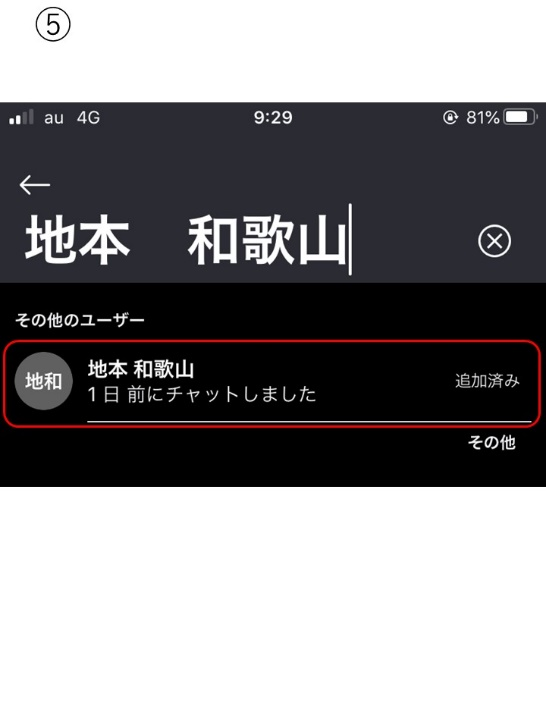 ⑤
au 4G 9:29 81%
地本　和歌山
その他のユーザー
地和 地本 和歌山 追加済み
1 日 前にチャットしました
その他